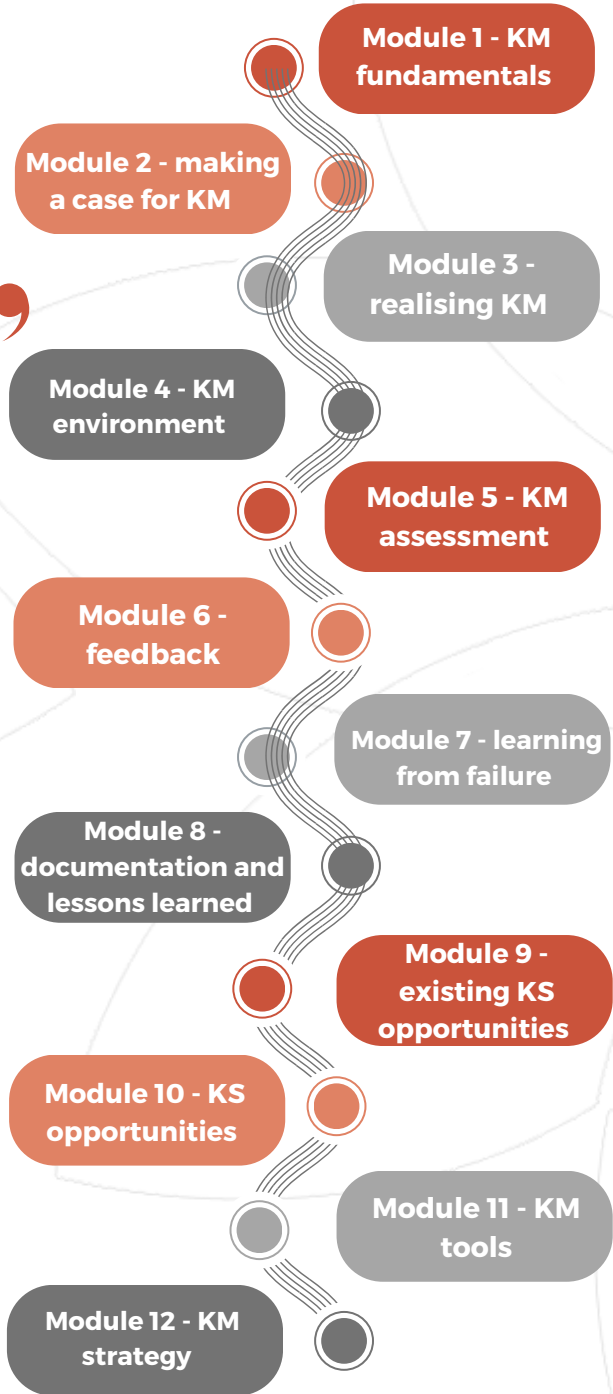 Module 1 - KM
fundamentals
Module 2 - making
a case for KM
Module 3 -
realising KM
Module 4 - KM
environment
Module 5 - KM
assessment
Module 6 -
feedback
Module 7 - learning
from failure
Module 8 -
documentation and
lessons learned
Module 9 -
existing KS
opportunities
Module 10 - KS
opportunities
Module 11 - KM
tools
Module 12 - KM
strategy